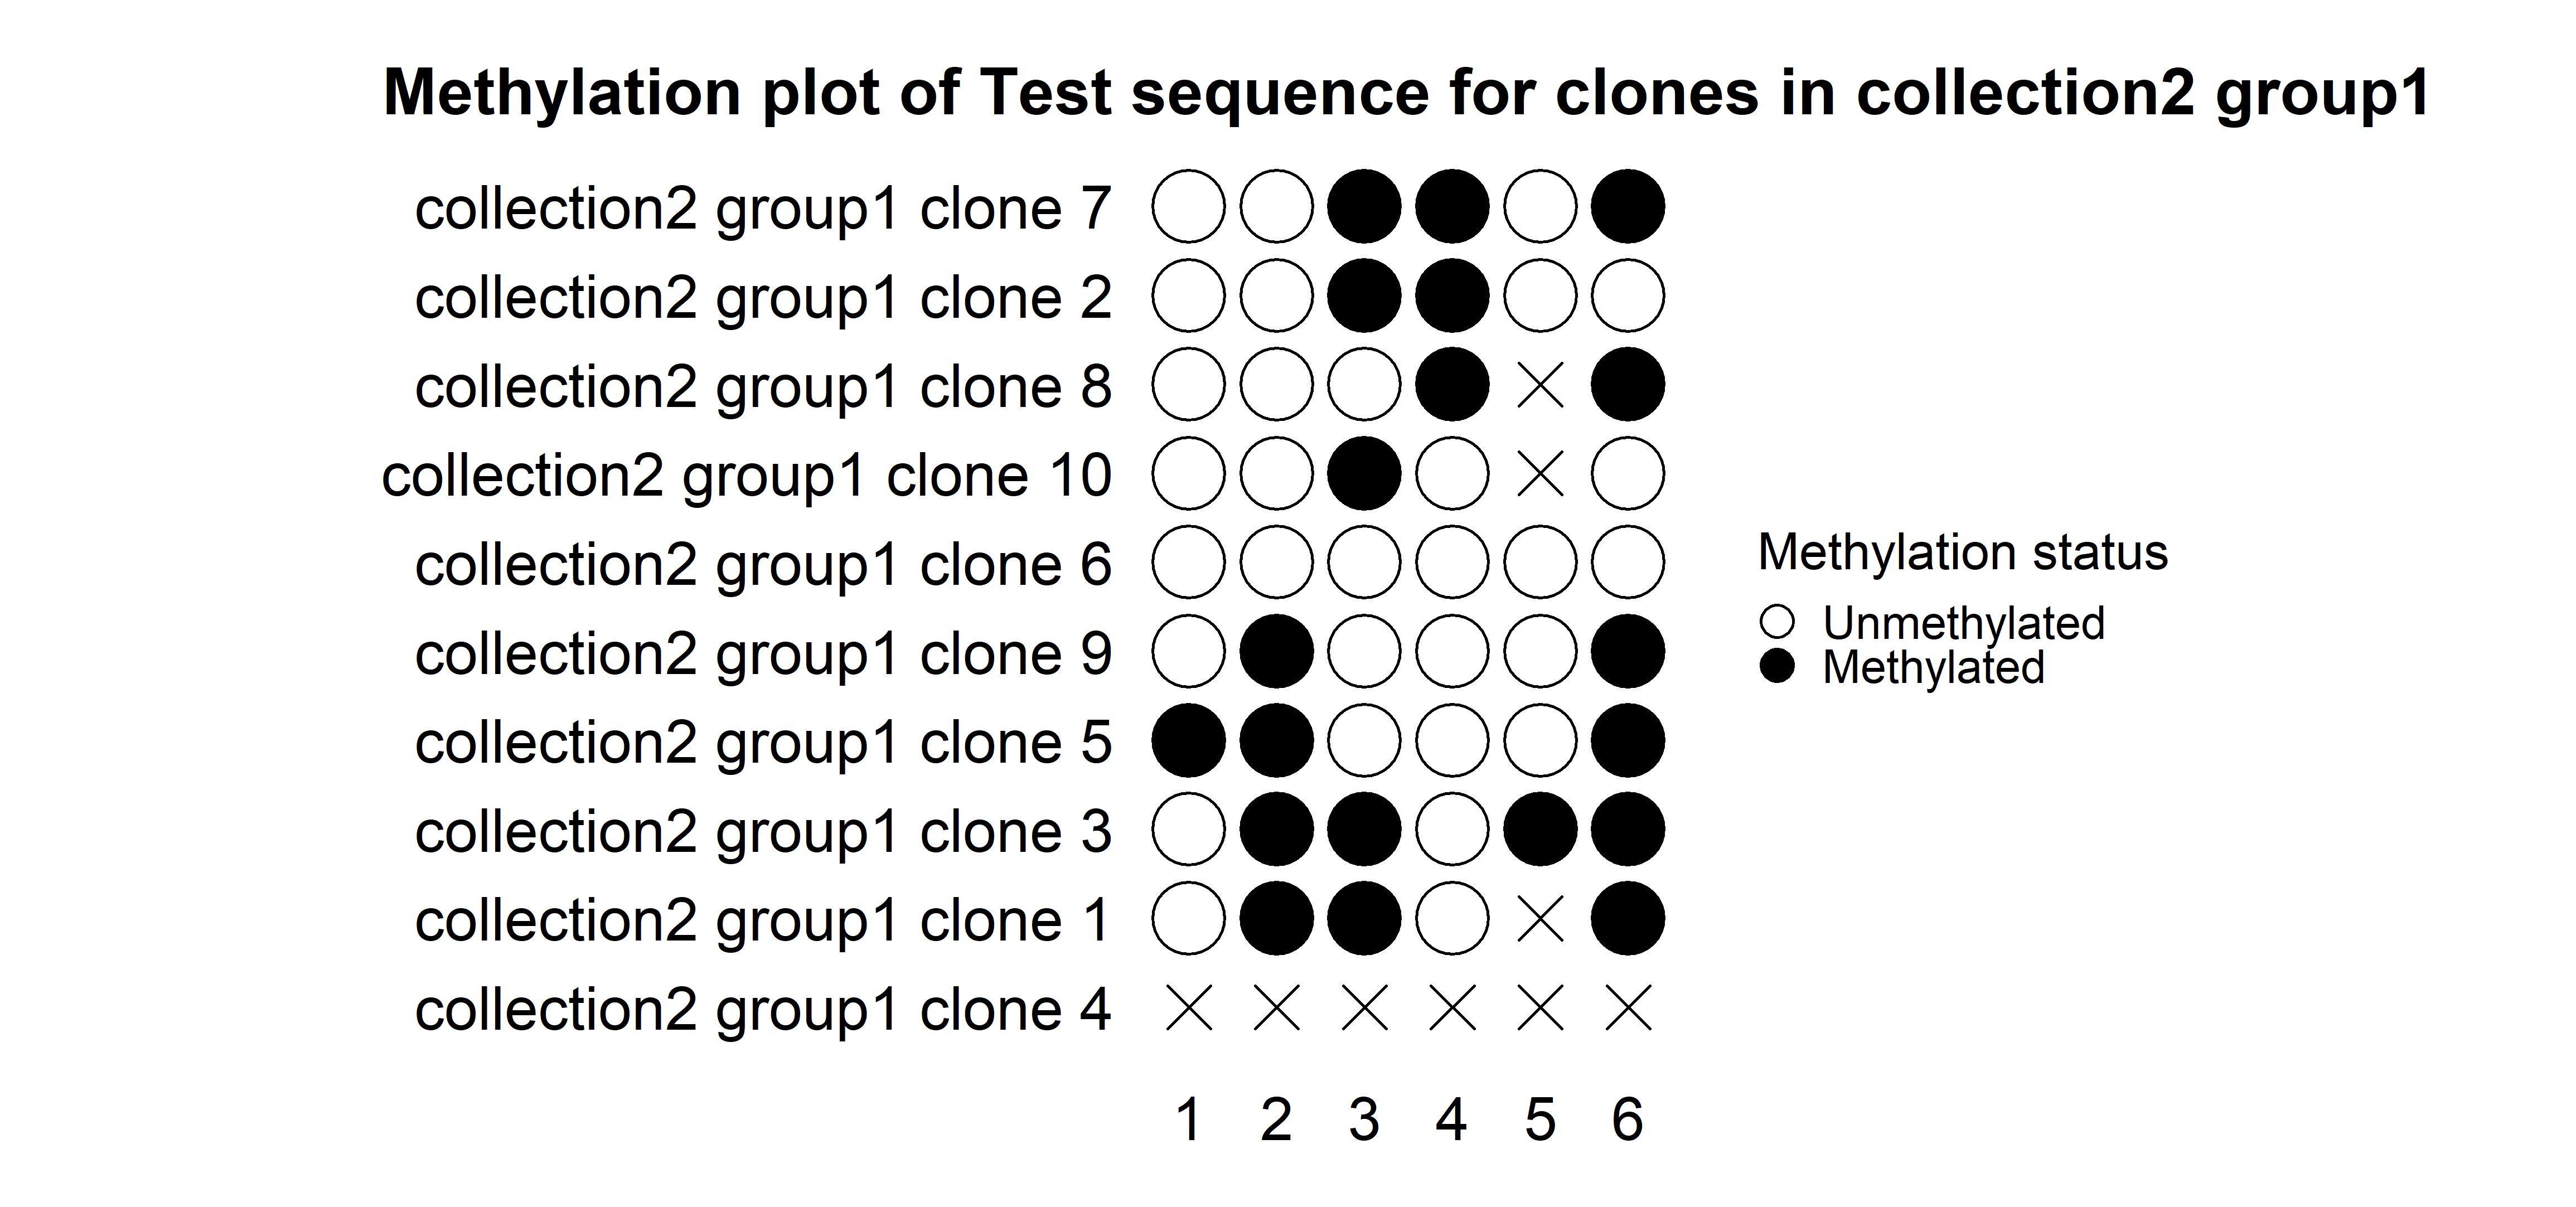 Methylation plot of Test sequence for clones in collection2 group1
collection2 group1 clone 7
collection2 group1 clone 2
collection2 group1 clone 8
collection2 group1 clone 10
collection2 group1 clone 6
collection2 group1 clone 9
collection2 group1 clone 5
collection2 group1 clone 3
collection2 group1 clone 1
collection2 group1 clone 4
1 2 3 4 5 6
Methylation status
Unmethylated
Methylated